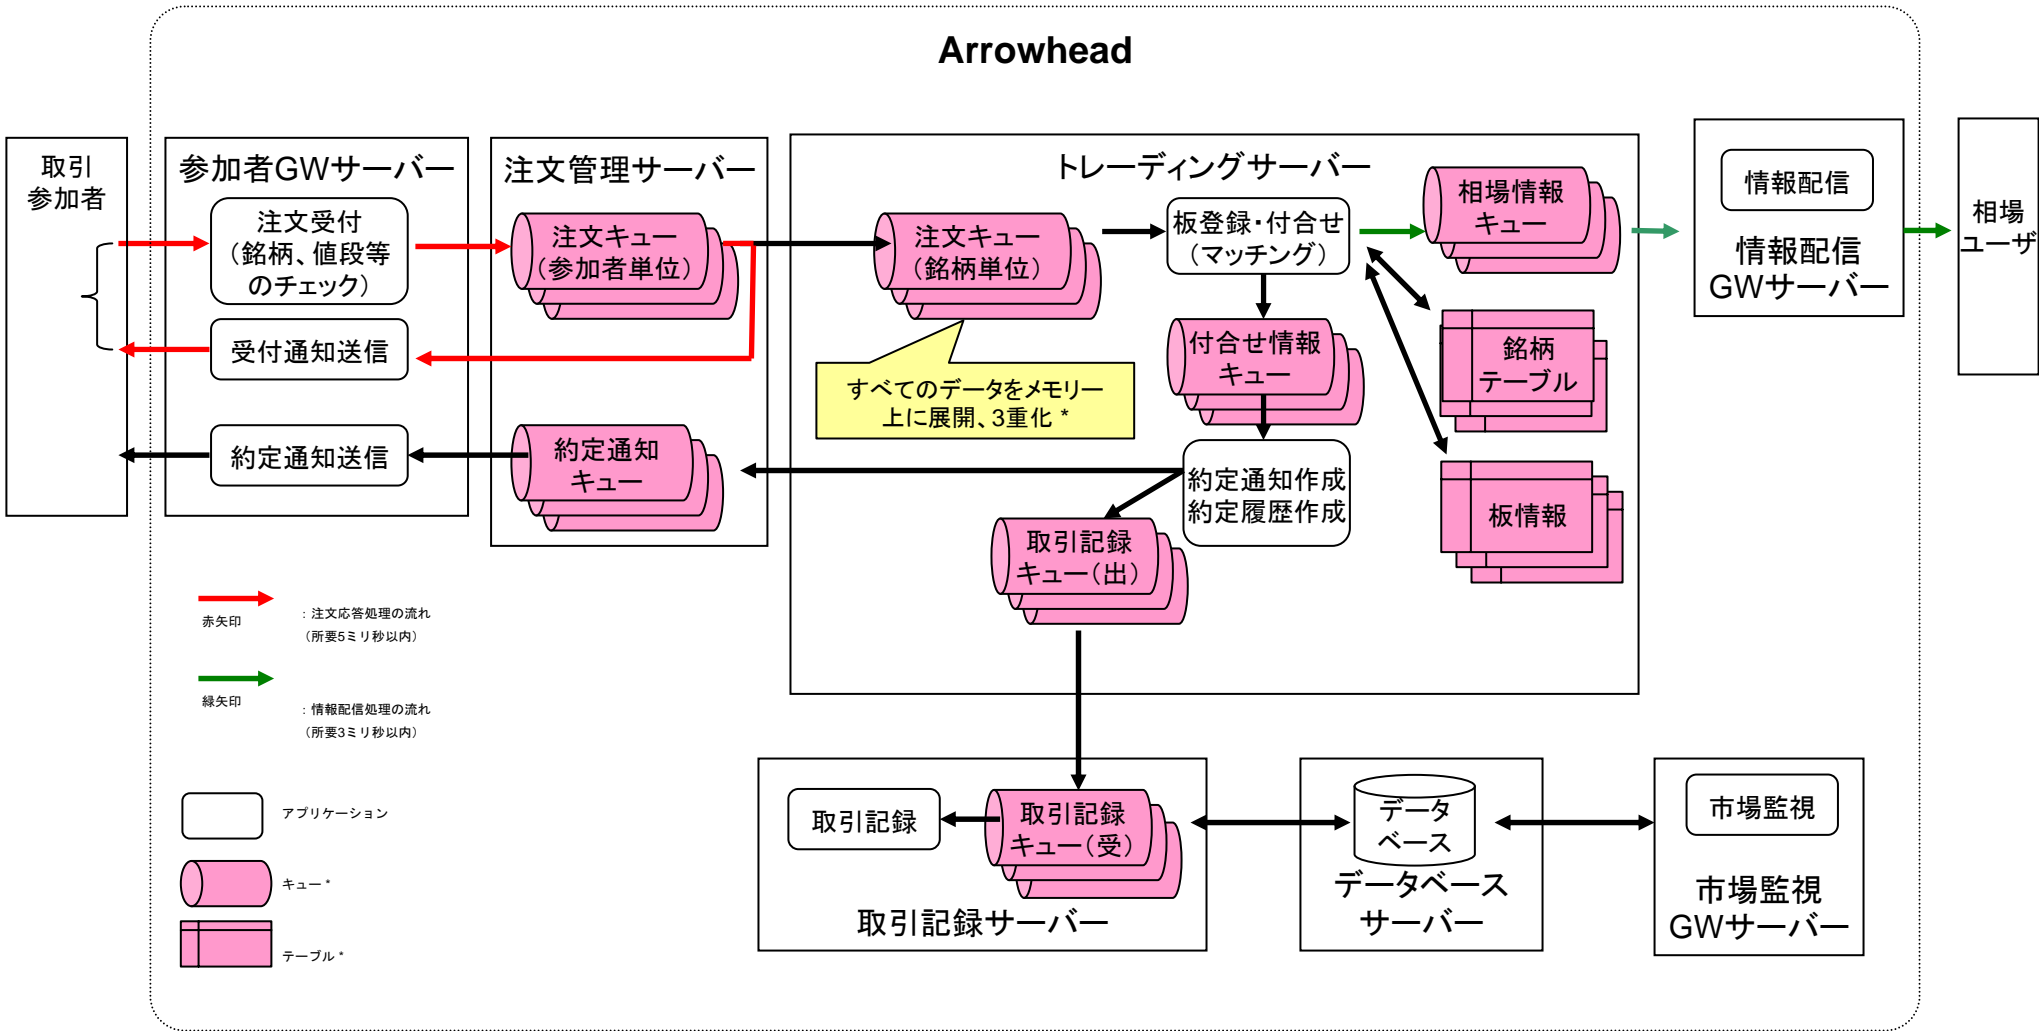 Arrowhead
取引
参加者
参加者GWサーバー
注文受付
（銘柄、値段等
のチェック）
受付通知送信
約定通知送信
注文管理サーバー
注文キュー
（参加者単位）
約定通知
キュー
トレーディングサーバー
注文キュー
（銘柄単位）
すべてのデータをメモリー
上に展開、3重化 *
板登録・付合せ
（マッチング）
付合せ情報
キュー
約定通知作成
約定履歴作成
取引記録
キュー（出）
相場情報
キュー
銘柄
テーブル
板情報
情報配信
情報配信
GWサーバー
相場
ユーザ
赤矢印
：注文応答処理の流れ
（所要5ミリ秒以内）
緑矢印
：情報配信処理の流れ
（所要3ミリ秒以内）
アプリケーション
キュー *
テーブル *
取引記録
取引記録
キュー（受）
取引記録サーバー
データ
ベース
データベース
サーバー
市場監視
市場監視
GWサーバー